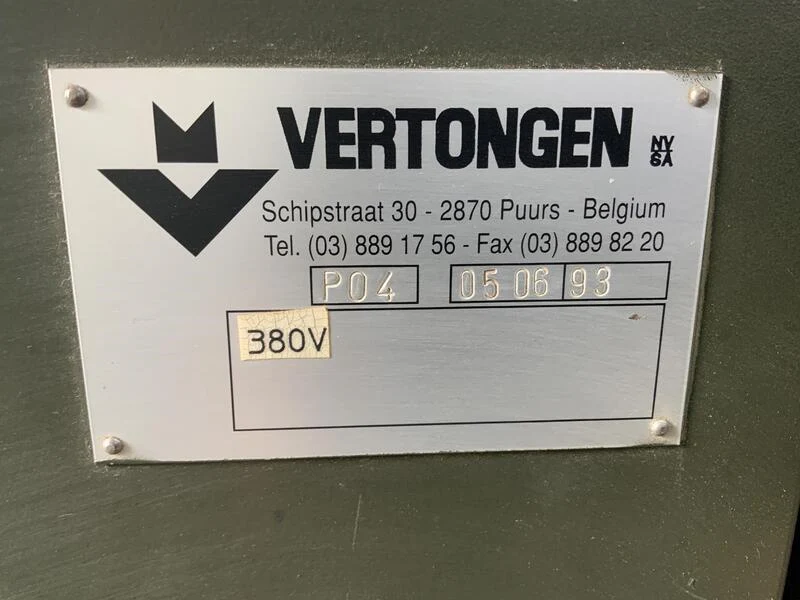 VERTONGEN NV SA
Schipstraat 30 - 2870 Puurs - Belgium
Tel. (03) 889 17 56 - Fax (03) 889 82 20
P04 05 06 93
380V